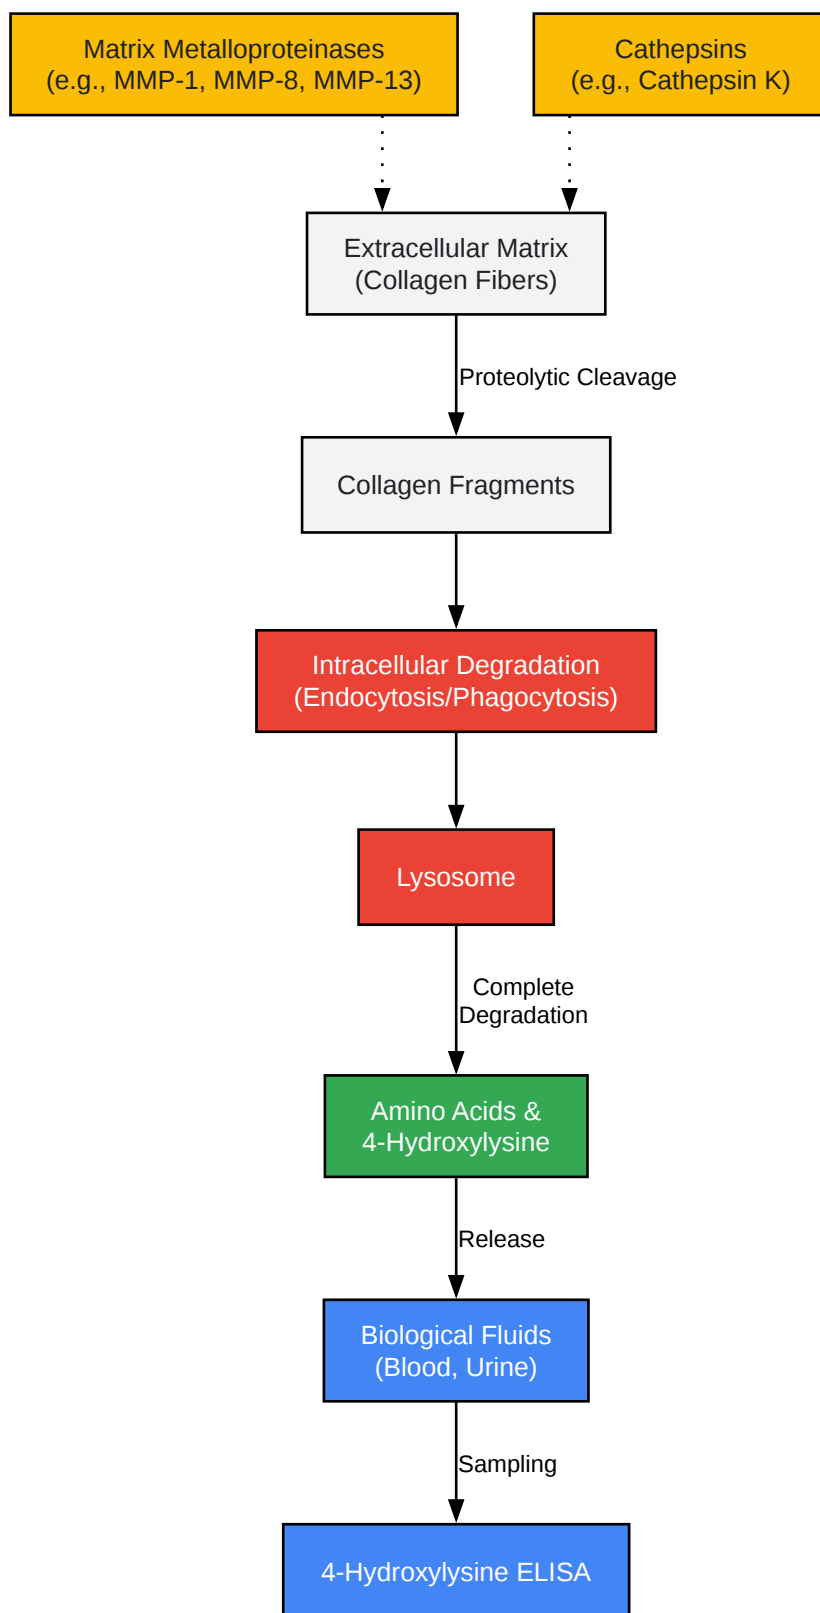 Matrix Metalloproteinases
(e.g., MMP-1, MMP-8, MMP-13)
Cathepsins
(e.g., Cathepsin K)
Extracellular Matrix
(Collagen Fibers)
Proteolytic Cleavage
Collagen Fragments
Intracellular Degradation
(Endocytosis/Phagocytosis)
Lysosome
Complete
Degradation
Amino Acids &
4-Hydroxylysine
Release
Biological Fluids
(Blood, Urine)
Sampling
4-Hydroxylysine ELISA